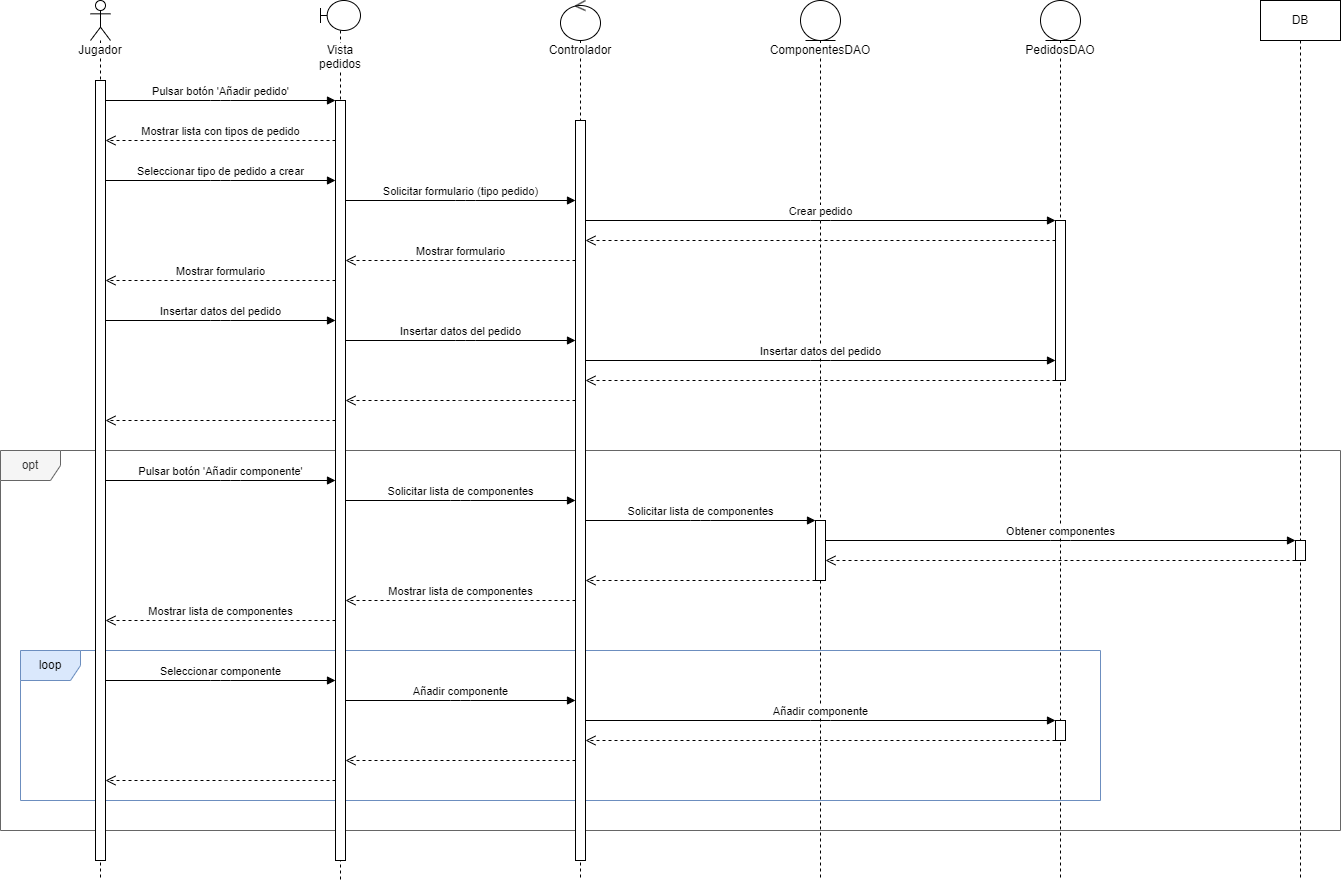 Jugador
Vista
pedidos
Controlador
ComponentesDAO
PedidosDAO
DB
Pulsar botón 'Añadir pedido'
Mostrar lista con tipos de pedido
Seleccionar tipo de pedido a crear
Solicitar formulario (tipo pedido)
Crear pedido
Mostrar formulario
Mostrar formulario
Insertar datos del pedido
Insertar datos del pedido
Insertar datos del pedido
opt
Pulsar botón 'Añadir componente'
Solicitar lista de componentes
Solicitar lista de componentes
Obtener componentes
Mostrar lista de componentes
Mostrar lista de componentes
loop
Seleccionar componente
Añadir componente
Añadir componente